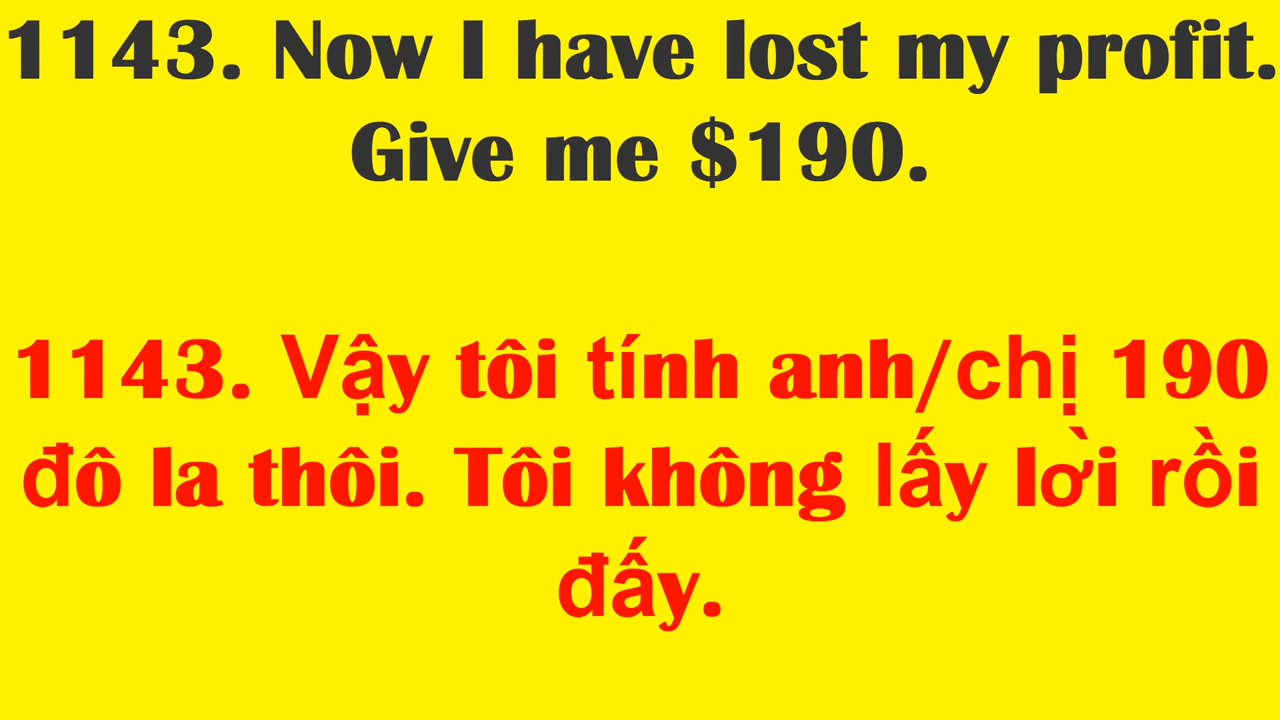 1143. Now I have lost my profit.
Give me $190.
1143. Vậy tôi tính anh/chị 190
đô la thôi. Tôi không lấy lời rồi
đấy.